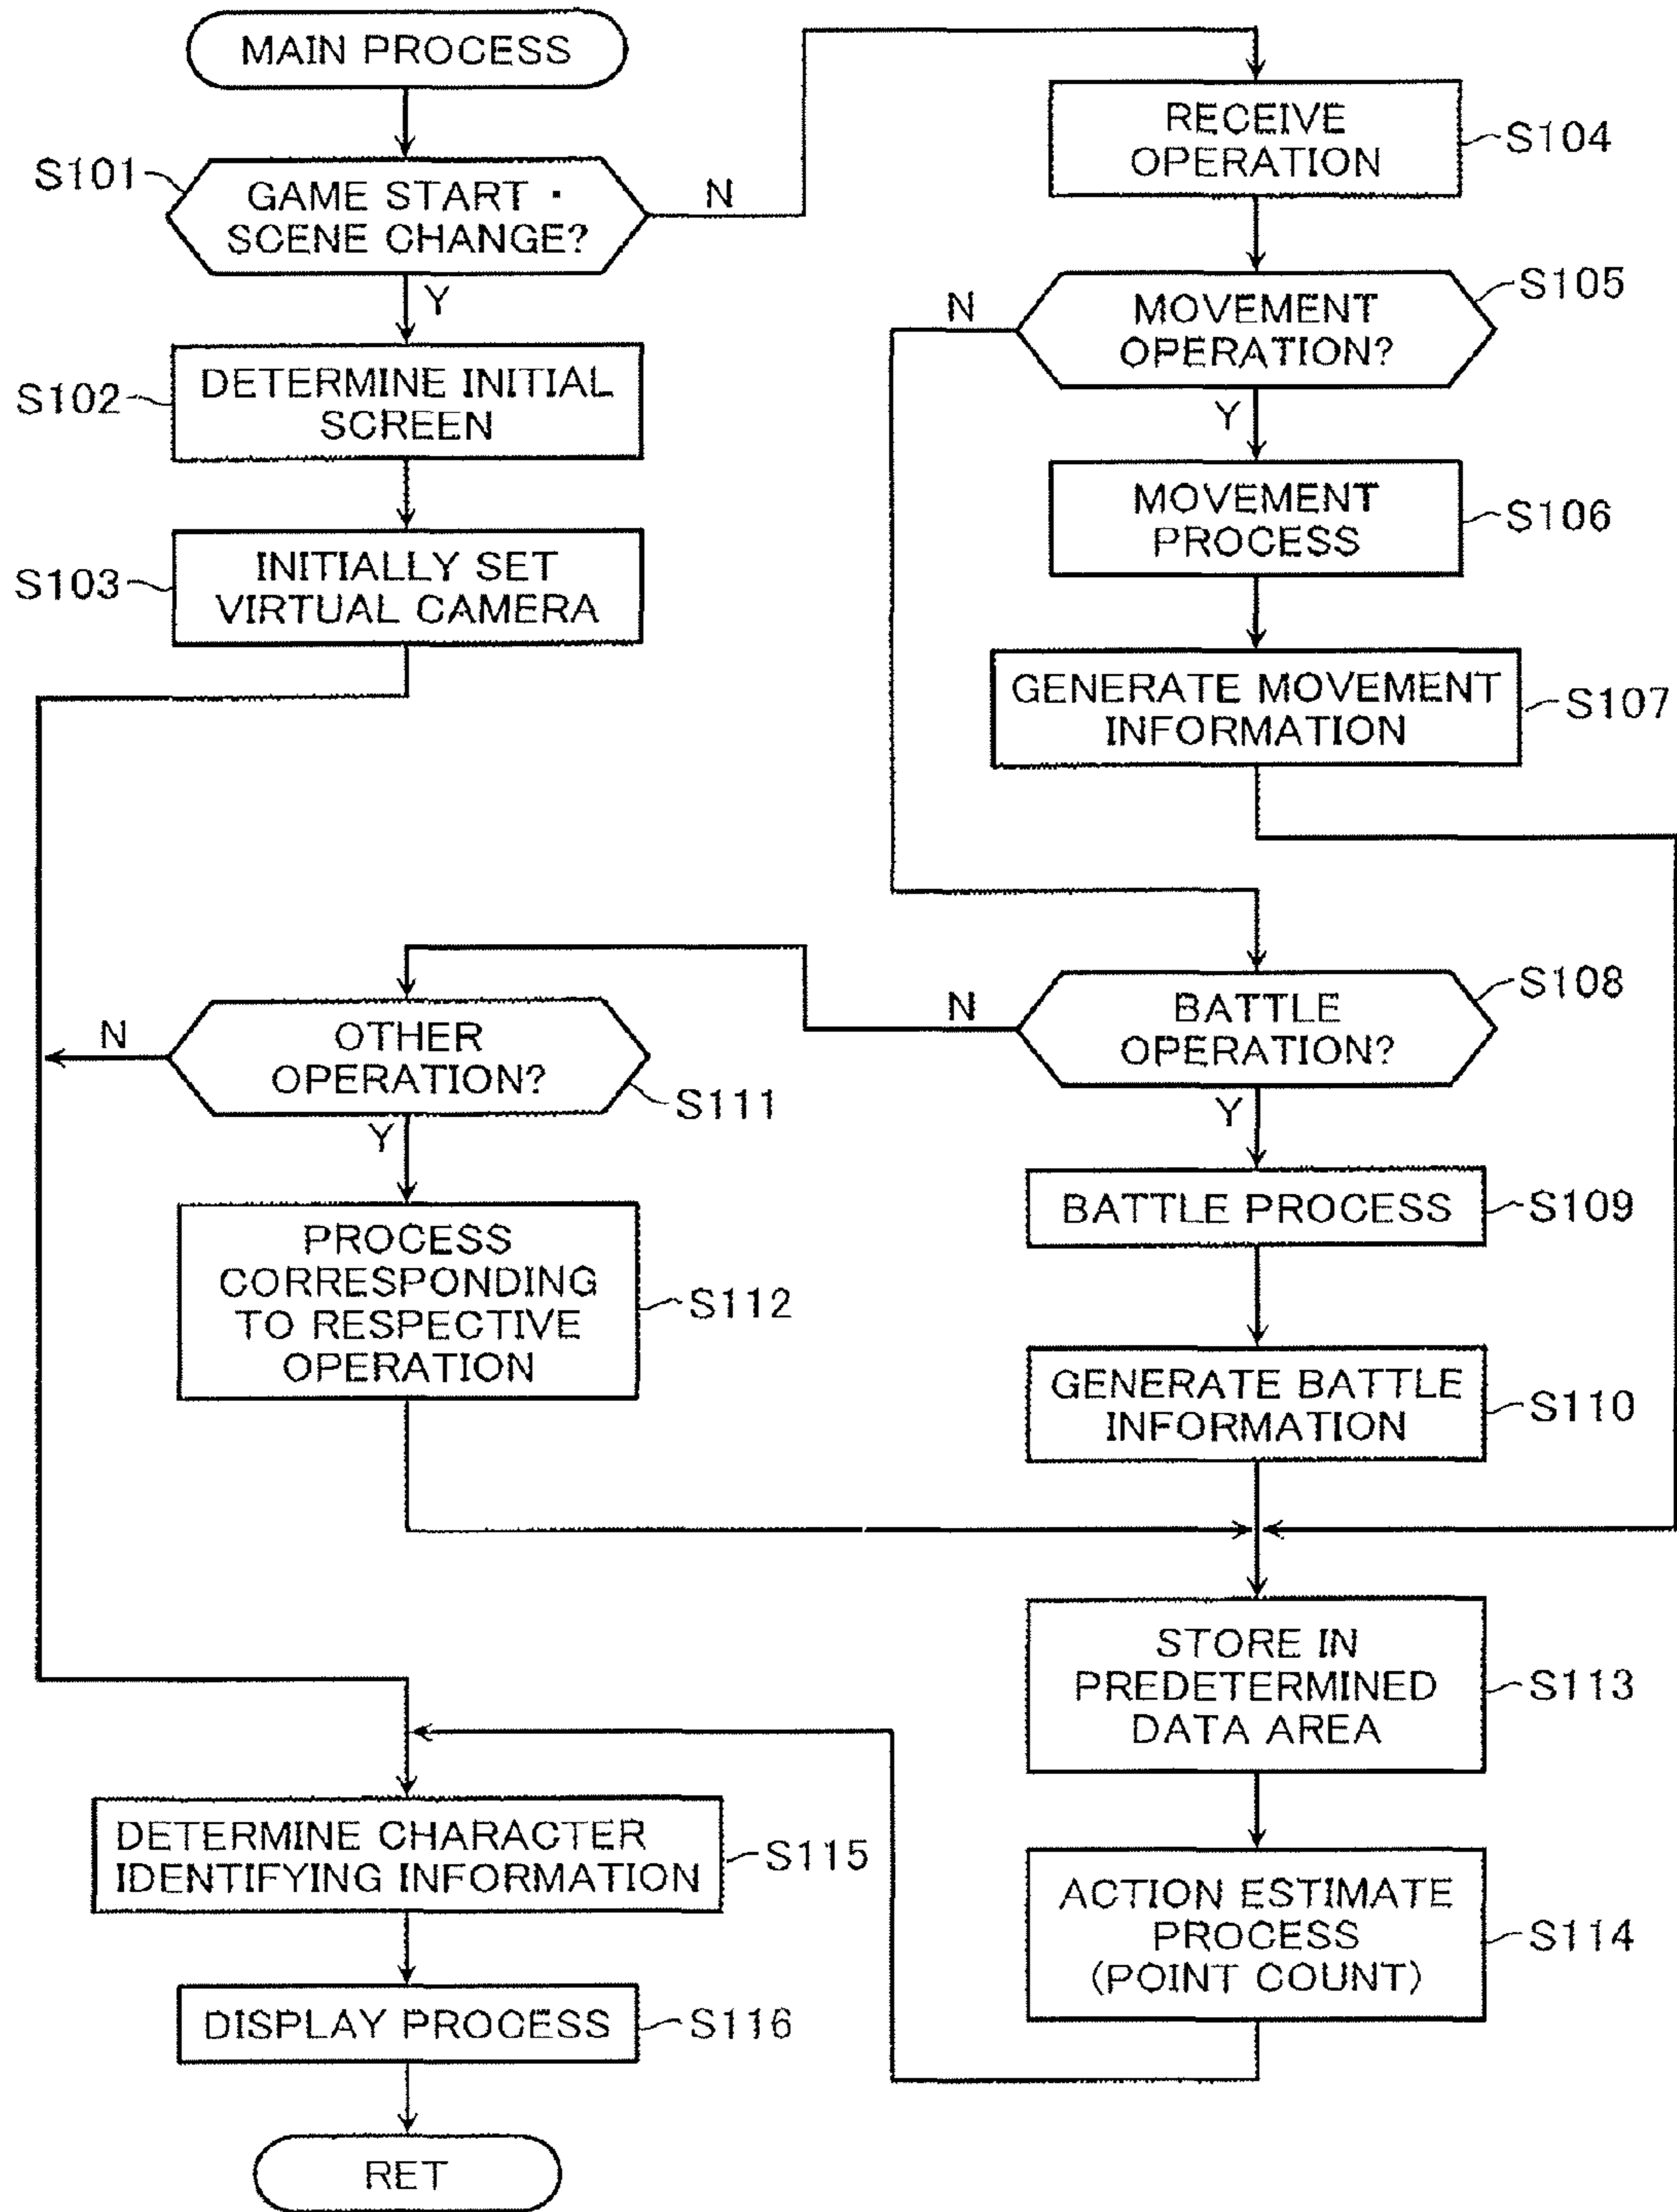 MAIN PROCESS
S101
GAME START ·
SCENE CHANGE?
N
Y
S102
DETERMINE INITIAL
SCREEN
S103
INITIALLY SET
VIRTUAL CAMERA
RECEIVE
OPERATION
S104
MOVEMENT
OPERATION?
S105
N
Y
MOVEMENT
PROCESS
S106
GENERATE MOVEMENT
INFORMATION
S107
BATTLE
OPERATION?
S108
N
Y
BATTLE PROCESS
S109
GENERATE BATTLE
INFORMATION
S110
OTHER
OPERATION?
S111
N
Y
PROCESS
CORRESPONDING
TO RESPECTIVE
OPERATION
S112
STORE IN
PREDETERMINED
DATA AREA
S113
ACTION ESTIMATE
PROCESS
(POINT COUNT)
S114
DETERMINE CHARACTER
IDENTIFYING INFORMATION
S115
DISPLAY PROCESS
S116
RET